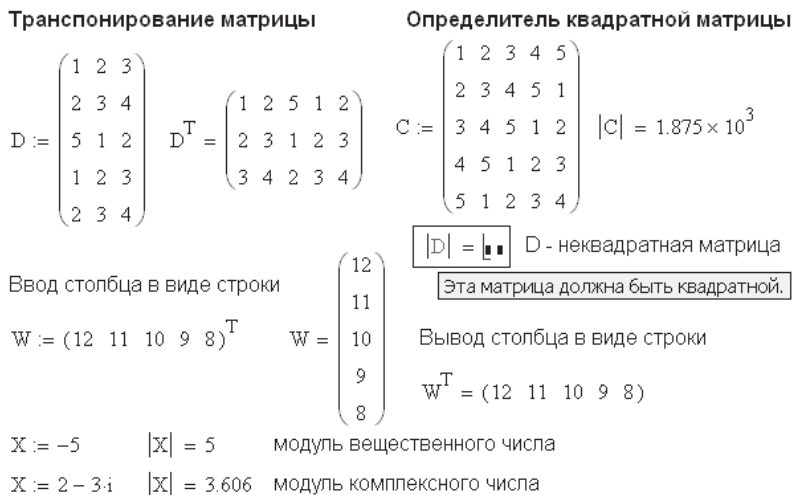 Транспонирование матрицы
D := 
1 2 3
2 3 4
5 1 2
1 2 3
2 3 4
D^T =
1 2 5 1 2
2 3 1 2 3
3 4 2 3 4
Определитель квадратной матрицы
C :=
1 2 3 4 5
2 3 4 5 1
3 4 5 1 2
4 5 1 2 3
5 1 2 3 4
|C| = 1.875 × 10^3
|D| = D - неквадратная матрица
Эта матрица должна быть квадратной.
Ввод столбца в виде строки
W := (12 11 10 9 8)^T
W =
12
11
10
9
8
Вывод столбца в виде строки
W^T = (12 11 10 9 8)
X := -5 |X| = 5 модуль вещественного числа
X := 2 - 3·i |X| = 3.606 модуль комплексного числа